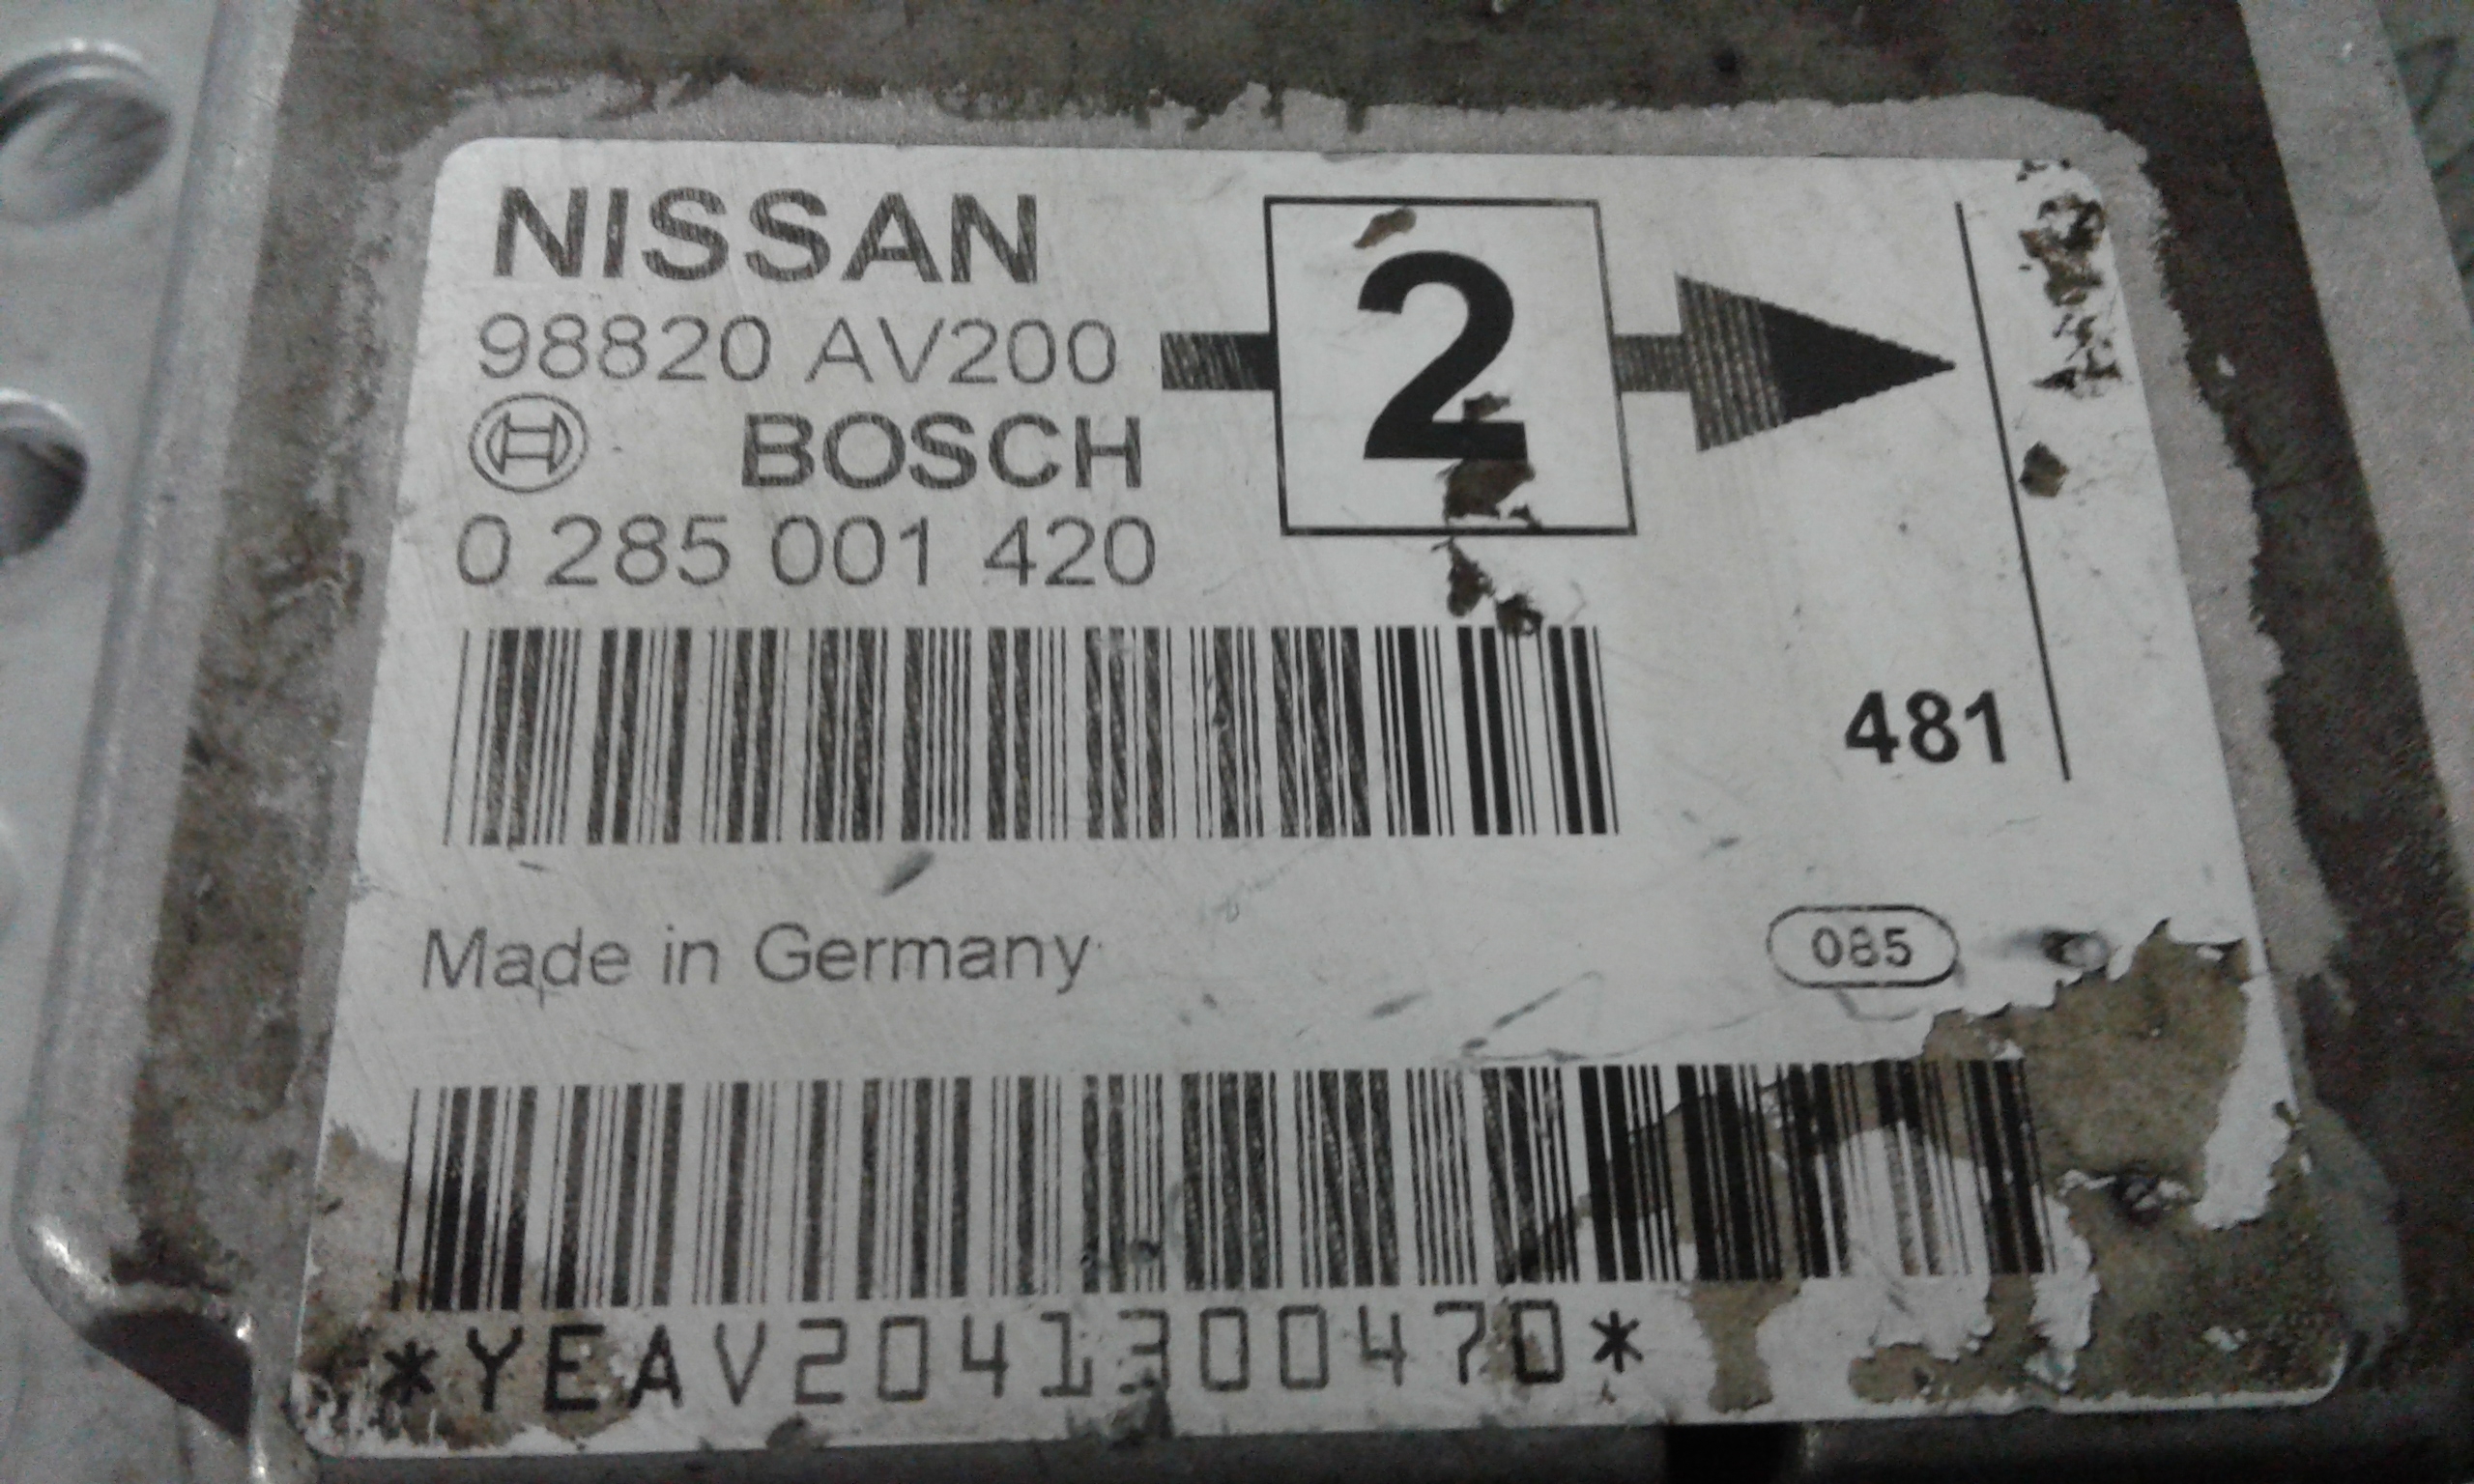 NISSAN
98820 AV200
2
BOSCH
0 285 001 420
481
Made in Germany
085
*YEAV2041300470*